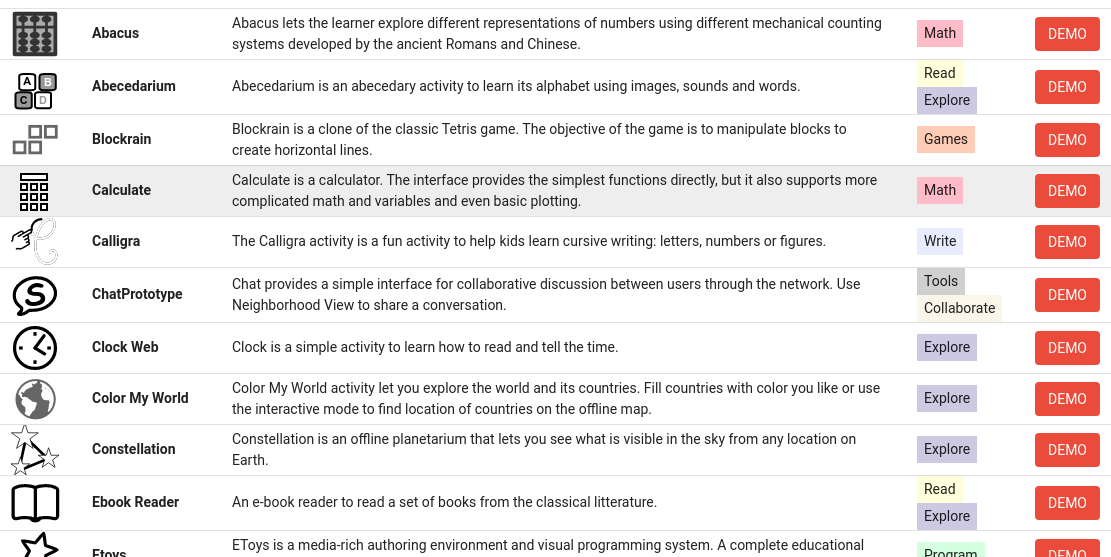 Abacus
Abacus lets the learner explore different representations of numbers using different mechanical counting
systems developed by the ancient Romans and Chinese.
Math
DEMO
A B
C D
Abecedarium
Abecedarium is an abecedary activity to learn its alphabet using images, sounds and words.
Read
Explore
DEMO
Blockrain
Blockrain is a clone of the classic Tetris game. The objective of the game is to manipulate blocks to
create horizontal lines.
Games
DEMO
Calculate
Calculate is a calculator. The interface provides the simplest functions directly, but it also supports more
complicated math and variables and even basic plotting.
Math
DEMO
Calligra
The Calligra activity is a fun activity to help kids learn cursive writing: letters, numbers or figures.
Write
DEMO
S
ChatPrototype
Chat provides a simple interface for collaborative discussion between users through the network. Use
Neighborhood View to share a conversation.
Tools
Collaborate
DEMO
Clock Web
Clock is a simple activity to learn how to read and tell the time.
Explore
DEMO
Color My World
Color My World activity let you explore the world and its countries. Fill countries with color you like or use
the interactive mode to find location of countries on the offline map.
Explore
DEMO
Constellation
Constellation is an offline planetarium that lets you see what is visible in the sky from any location on
Earth.
Explore
DEMO
Ebook Reader
An e-book reader to read a set of books from the classical litterature.
Read
Explore
DEMO
Etoys
EToys is a media-rich authoring environment and visual programming system. A complete educational
Program
DEMO